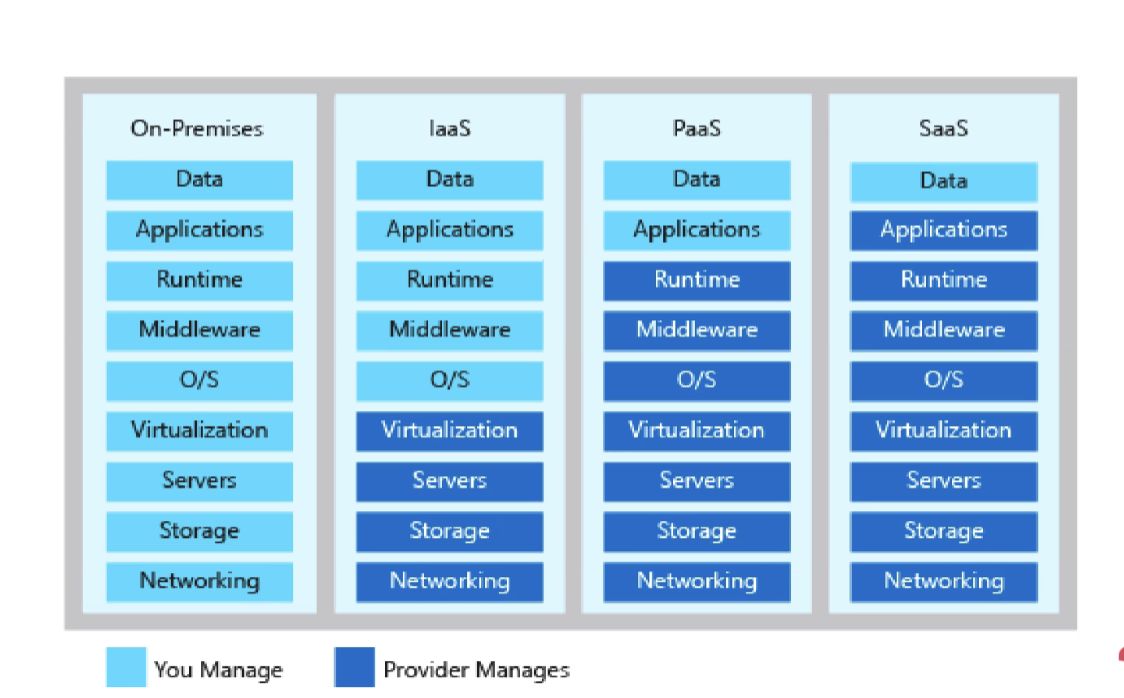 On-Premises IaaS PaaS SaaS
Data Data Data Data
Applications Applications Applications Applications
Runtime Runtime Runtime Runtime
Middleware Middleware Middleware Middleware
O/S O/S O/S O/S
Virtualization Virtualization Virtualization Virtualization
Servers Servers Servers Servers
Storage Storage Storage Storage
Networking Networking Networking Networking
You Manage Provider Manages